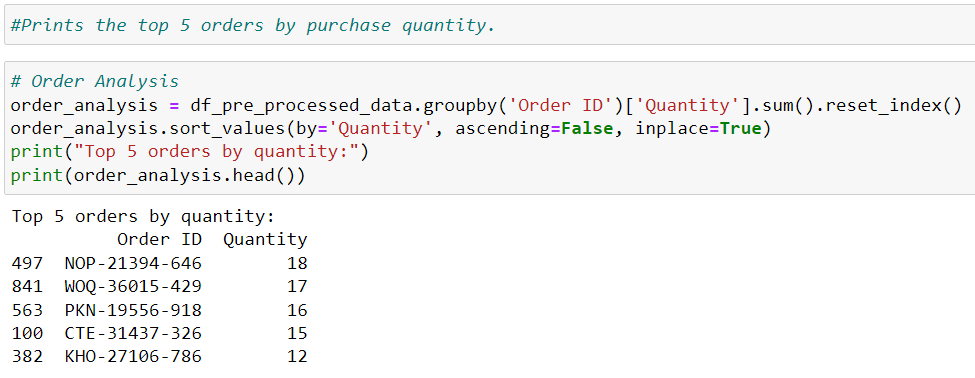 #Prints the top 5 orders by purchase quantity.
# Order Analysis
order_analysis = df_pre_processed_data.groupby('Order ID')['Quantity'].sum().reset_index()
order_analysis.sort_values(by='Quantity', ascending=False, inplace=True)
print("Top 5 orders by quantity:")
print(order_analysis.head())
Top 5 orders by quantity:
Order ID  Quantity
497  NOP-21394-646        18
841  WOQ-36015-429        17
563  PKN-19556-918        16
100  CTE-31437-326        15
382  KHO-27106-786        12